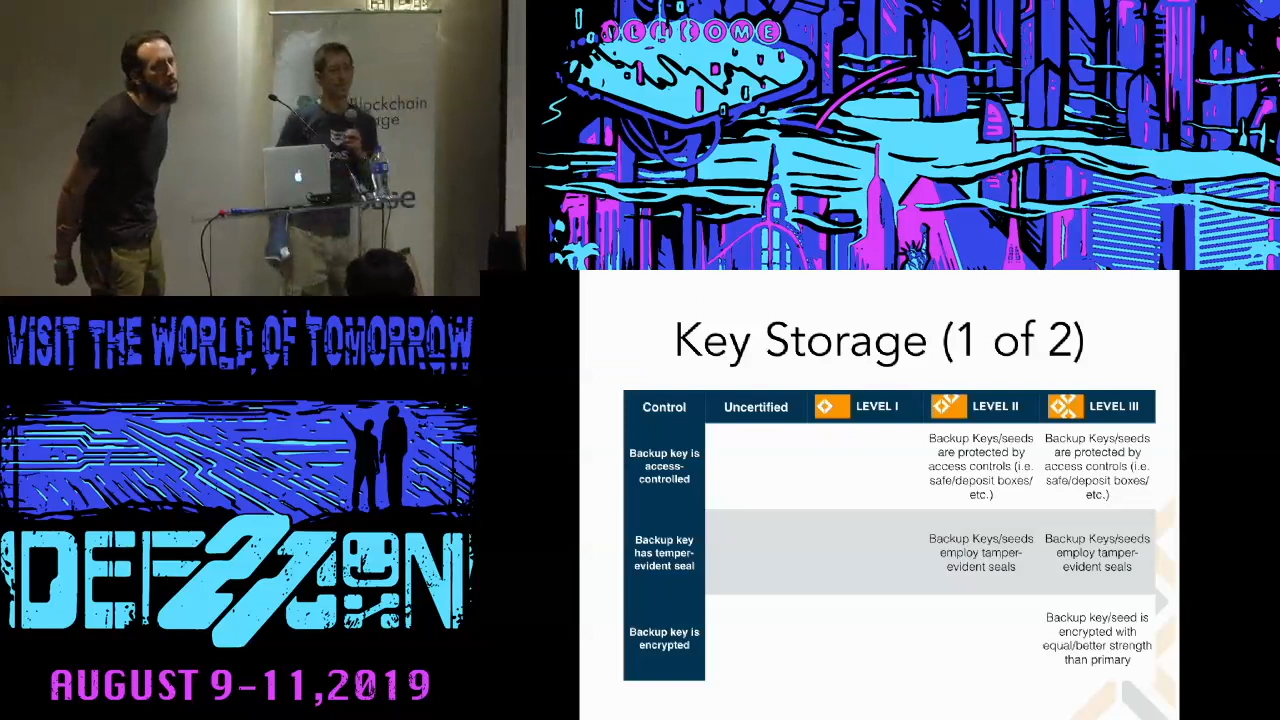 WELCOME
Blockchain
VISIT THE WORLD OF TOMORROW
DEF CON
27
AUGUST 9-11,2019
Key Storage (1 of 2)
Control
Uncertified
LEVEL I
LEVEL II
LEVEL III
Backup key is
access-
controlled
Backup Keys/seeds
are protected by
access controls (i.e.
safe/deposit boxes/
etc.)
Backup Keys/seeds
are protected by
access controls (i.e.
safe/deposit boxes/
etc.)
Backup key
has temper-
evident seal
Backup Keys/seeds
employ tamper-
evident seals
Backup Keys/seeds
employ tamper-
evident seals
Backup key is
encrypted
Backup key/seed is
encrypted with
equal/better strength
than primary